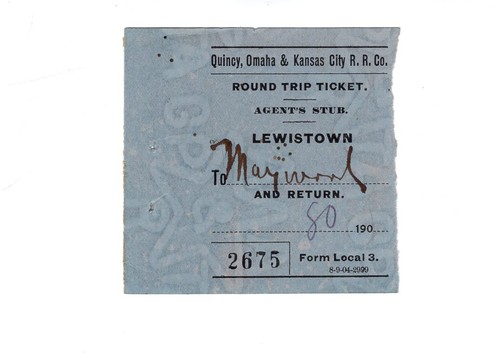 Quincy, Omaha & Kansas City R. R. Co.
ROUND TRIP TICKET.
AGENT'S STUB.
LEWISTOWN
To Maywood
AND RETURN.
80 190
2675 Form Local 3.
8-9-04-2999